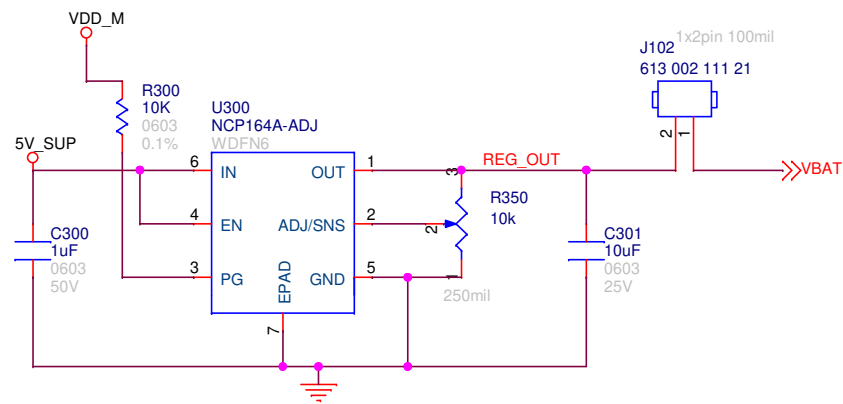 VDD_M
1x2pin 100mil
J102
613 002 111 21
R300
10K
0603
0.1%
U300
NCP164A-ADJ
WDFN6
5V_SUP
2
1
6
IN
OUT
1
3
REG_OUT
VBAT
R350
10k
4
EN
ADJ/SNS
2
2
C300
1uF
0603
50V
C301
10uF
0603
25V
3
PG
EPAD
GND
5
1
250mil
7